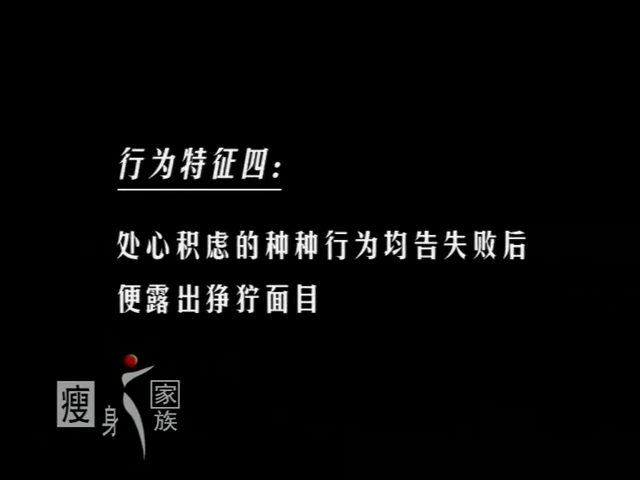 行为特征四:
处心积虑的种种行为均告失败后
便露出狰狞面目
瘦身家族